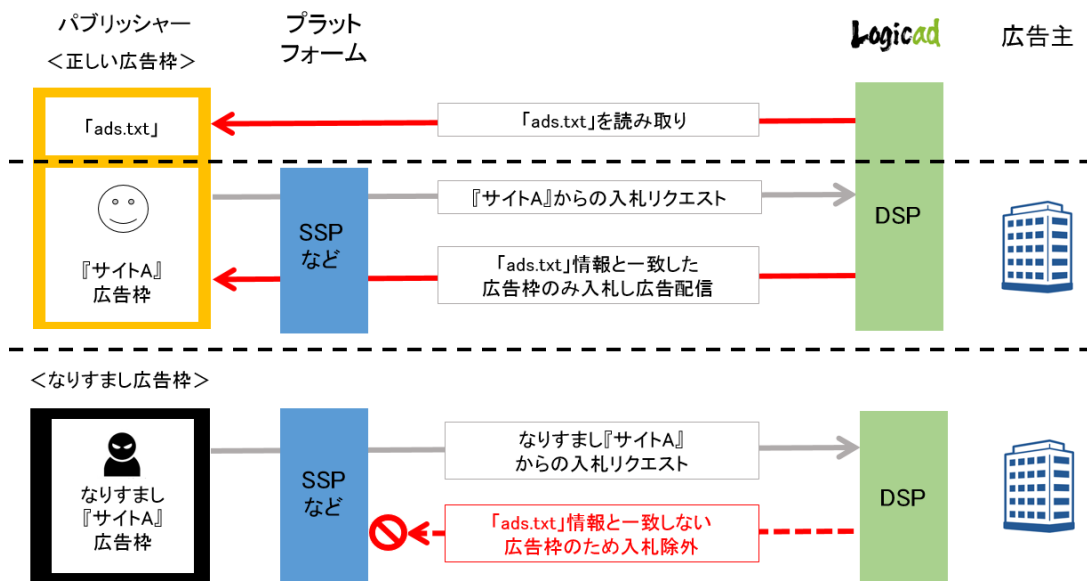 パブリッシャー
プラット
フォーム
Logicad
広告主
＜正しい広告枠＞
「ads.txt」
「ads.txt」を読み取り
『サイトA』
広告枠
SSP
など
『サイトA』からの入札リクエスト
「ads.txt」情報と一致した
広告枠のみ入札し広告配信
DSP
＜なりすまし広告枠＞
なりすまし
『サイトA』
広告枠
SSP
など
なりすまし『サイトA』
からの入札リクエスト
「ads.txt」情報と一致しない
広告枠のため入札除外
DSP